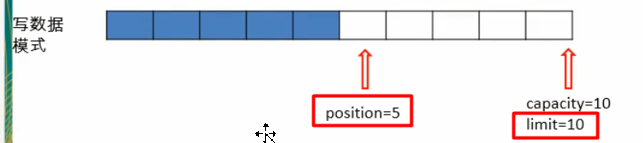 写数据
模式
position=5
capacity=10
limit=10